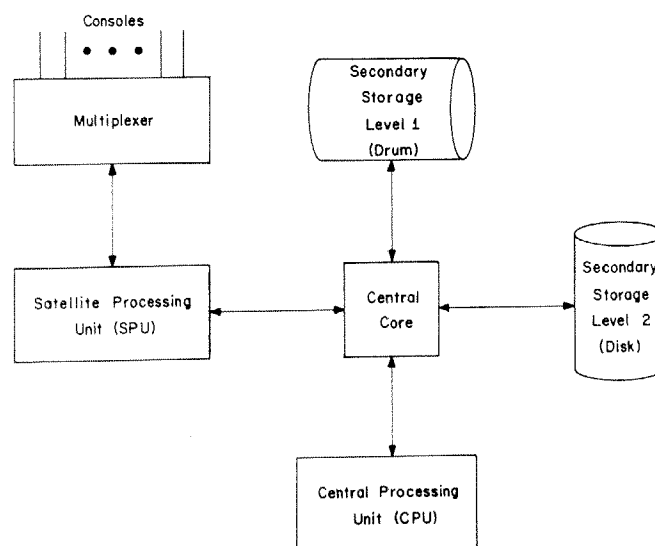 Consoles
Multiplexer
Secondary
Storage
Level 1
(Drum)
Satellite Processing
Unit (SPU)
Central
Core
Secondary
Storage
Level 2
(Disk)
Central Processing
Unit (CPU)